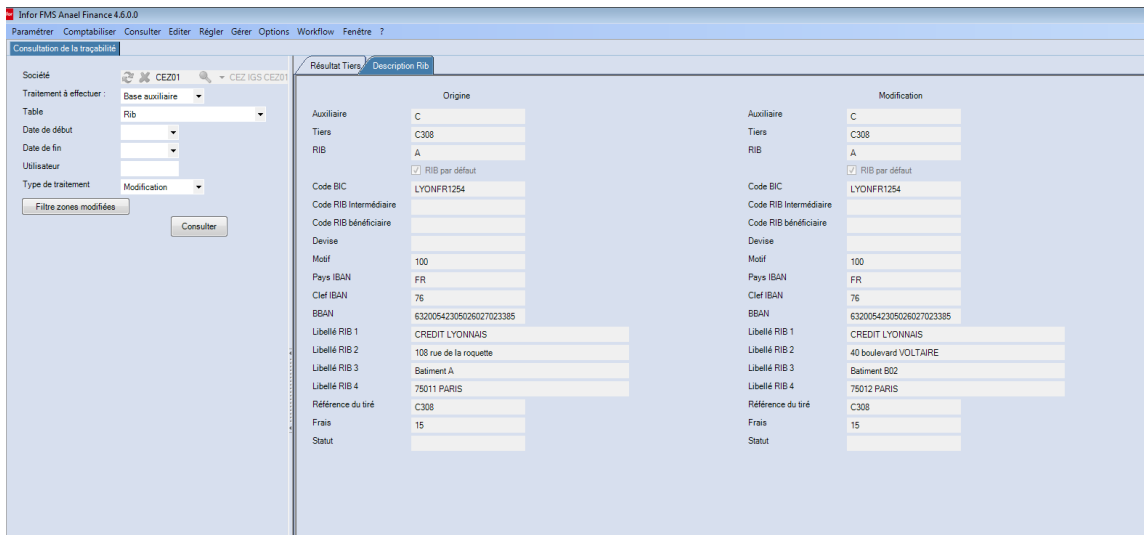 Infor FMS Anael Finance 4.6.0.0
Paramétrer Comptabiliser Consulter Editer Régler Gérer Options Workflow Fenêtre ?
Consultation de la traçabilité
Société CEZ01 CEZ IGS CEZ01
Traitement à effectuer : Base auxiliaire
Table Rib
Date de début
Date de fin
Utilisateur
Type de traitement Modification
Filtre zones modifiées
Consulter
Résultat Tiers Description Rib
Origine Modification
Auxiliaire C Auxiliaire C
Tiers C308 Tiers C308
RIB A RIB A
RIB par défaut RIB par défaut
Code BIC LYONFR1254 Code BIC LYONFR1254
Code RIB Intermédiaire Code RIB Intermédiaire
Code RIB bénéficiaire Code RIB bénéficiaire
Devise Devise
Motif 100 Motif 100
Pays IBAN FR Pays IBAN FR
Clef IBAN 76 Clef IBAN 76
BBAN 63200542305026027023385 BBAN 63200542305026027023385
Libellé RIB 1 CREDIT LYONNAIS Libellé RIB 1 CREDIT LYONNAIS
Libellé RIB 2 108 rue de la roquette Libellé RIB 2 40 boulevard VOLTAIRE
Libellé RIB 3 Batiment A Libellé RIB 3 Batiment B02
Libellé RIB 4 75011 PARIS Libellé RIB 4 75012 PARIS
Référence du tiré C308 Référence du tiré C308
Frais 15 Frais 15
Statut Statut